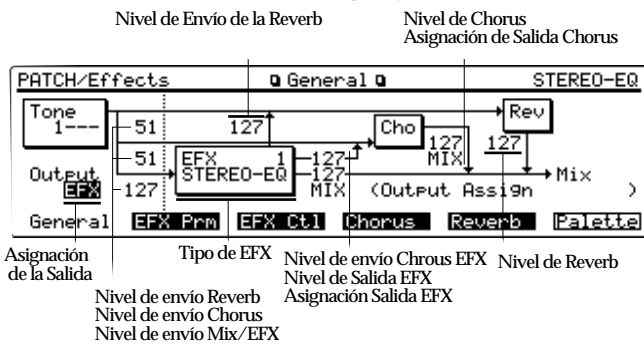 Nivel de Envío de la Reverb
Nivel de Chorus
Asignación de Salida Chorus
PATCH/Effects General STEREO-EQ
Tone
1---
51
127
Cho
Rev
127
MIX
127
51
EFX 1
STEREO-EQ
127
127
MIX
Mix
Output
EFX
127
(Output Assign )
General EFX Prm EFX Ctl Chorus Reverb Palette
Asignación
de la Salida
Tipo de EFX
Nivel de envío Chrous EFX
Nivel de Salida EFX
Asignación Salida EFX
Nivel de Reverb
Nivel de envío Reverb
Nivel de envío Chorus
Nivel de envío Mix/EFX